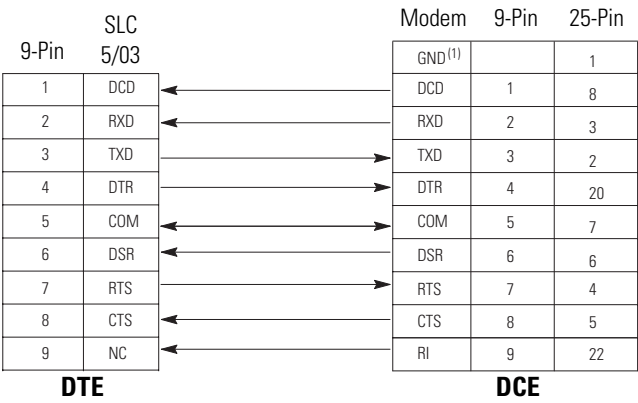 SLC
9-Pin 5/03
Modem 9-Pin 25-Pin
GND(1) 1
1 DCD DCD 1 8
2 RXD RXD 2 3
3 TXD TXD 3 2
4 DTR DTR 4 20
5 COM COM 5 7
6 DSR DSR 6 6
7 RTS RTS 7 4
8 CTS CTS 8 5
9 NC RI 9 22
DTE DCE